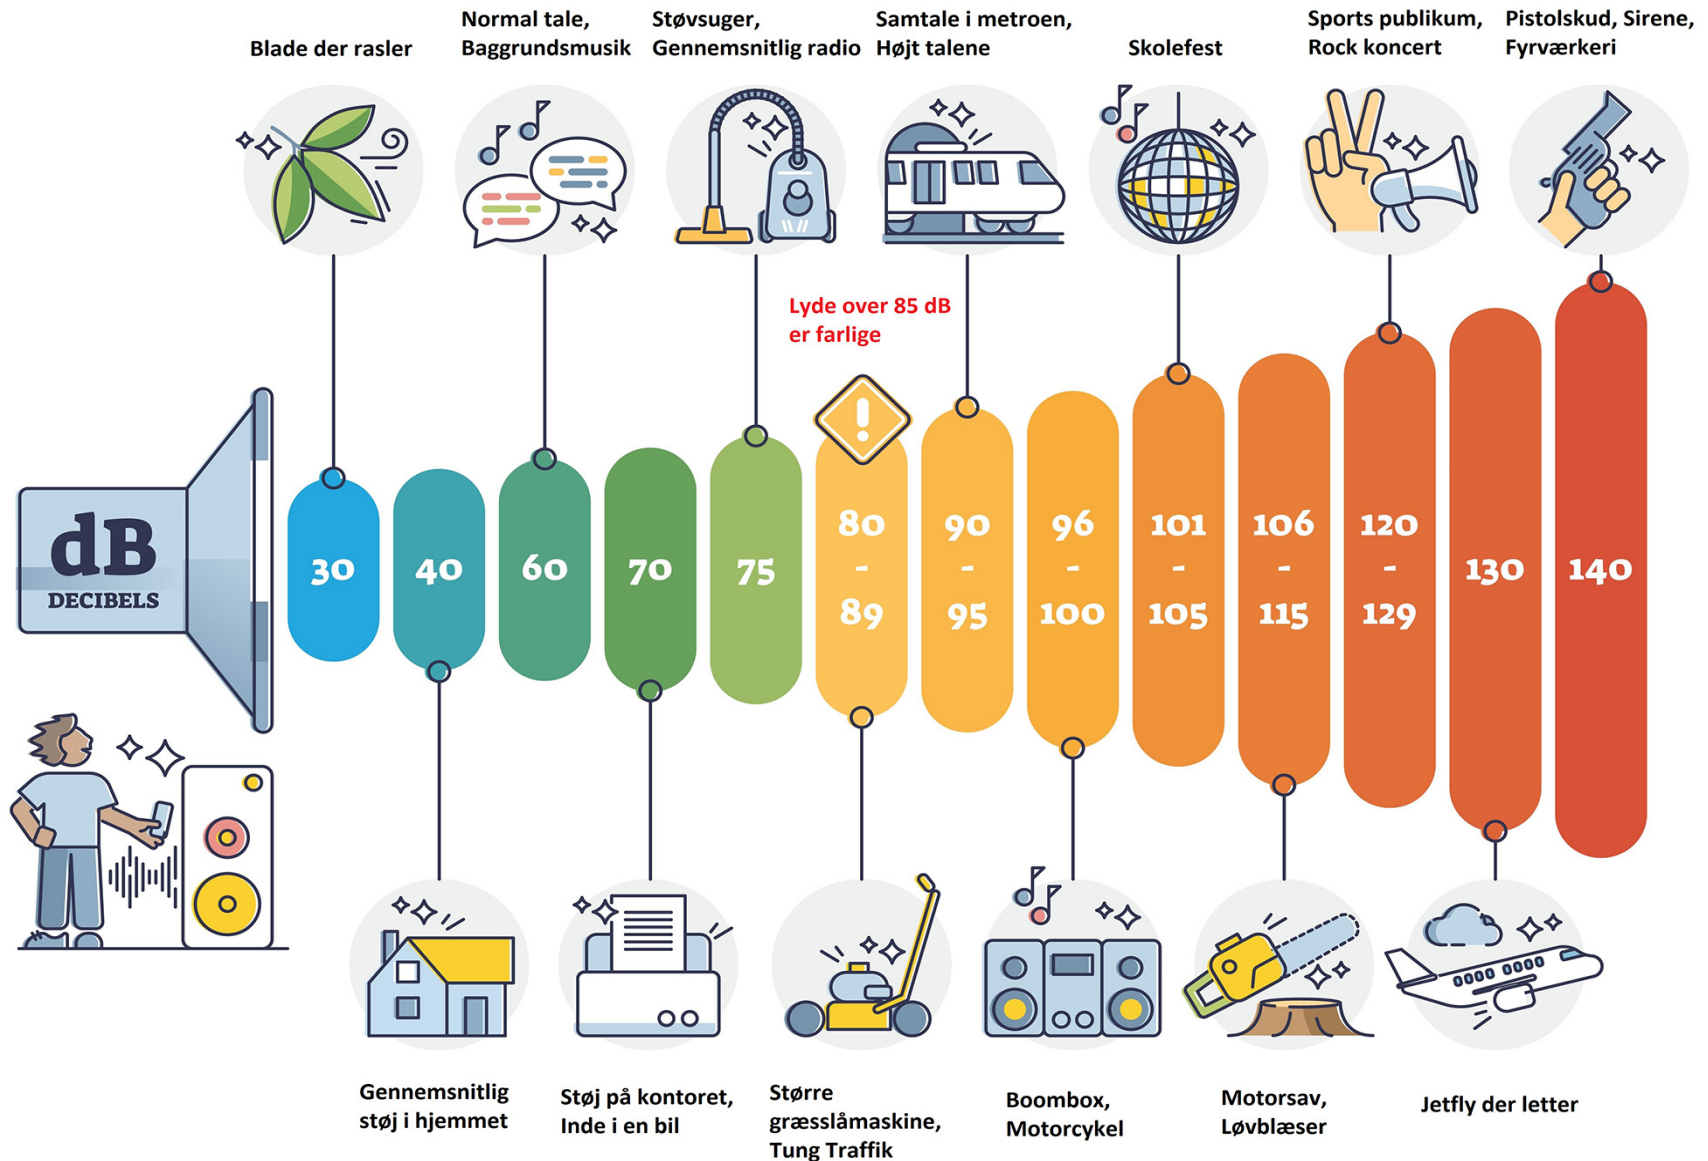 Blade der rasler
Normal tale,
Baggrundsmusik
Støvsuger,
Gennemsnitlig radio
Samtale i metroen,
Højt talene
Skolefest
Sports publikum,
Rock koncert
Pistolskud, Sirene,
Fyrværkeri
Lyde over 85 dB
er farlige
!
dB
DECIBELS
30
40
60
70
75
80
-
89
90
-
95
96
-
100
101
-
105
106
-
115
120
-
129
130
140
Gennemsnitlig
støj i hjemmet
Støj på kontoret,
Inde i en bil
Større
græsslåmaskine,
Tung Traffik
Boombox,
Motorcykel
Motorsav,
Løvblæser
Jetfly der letter